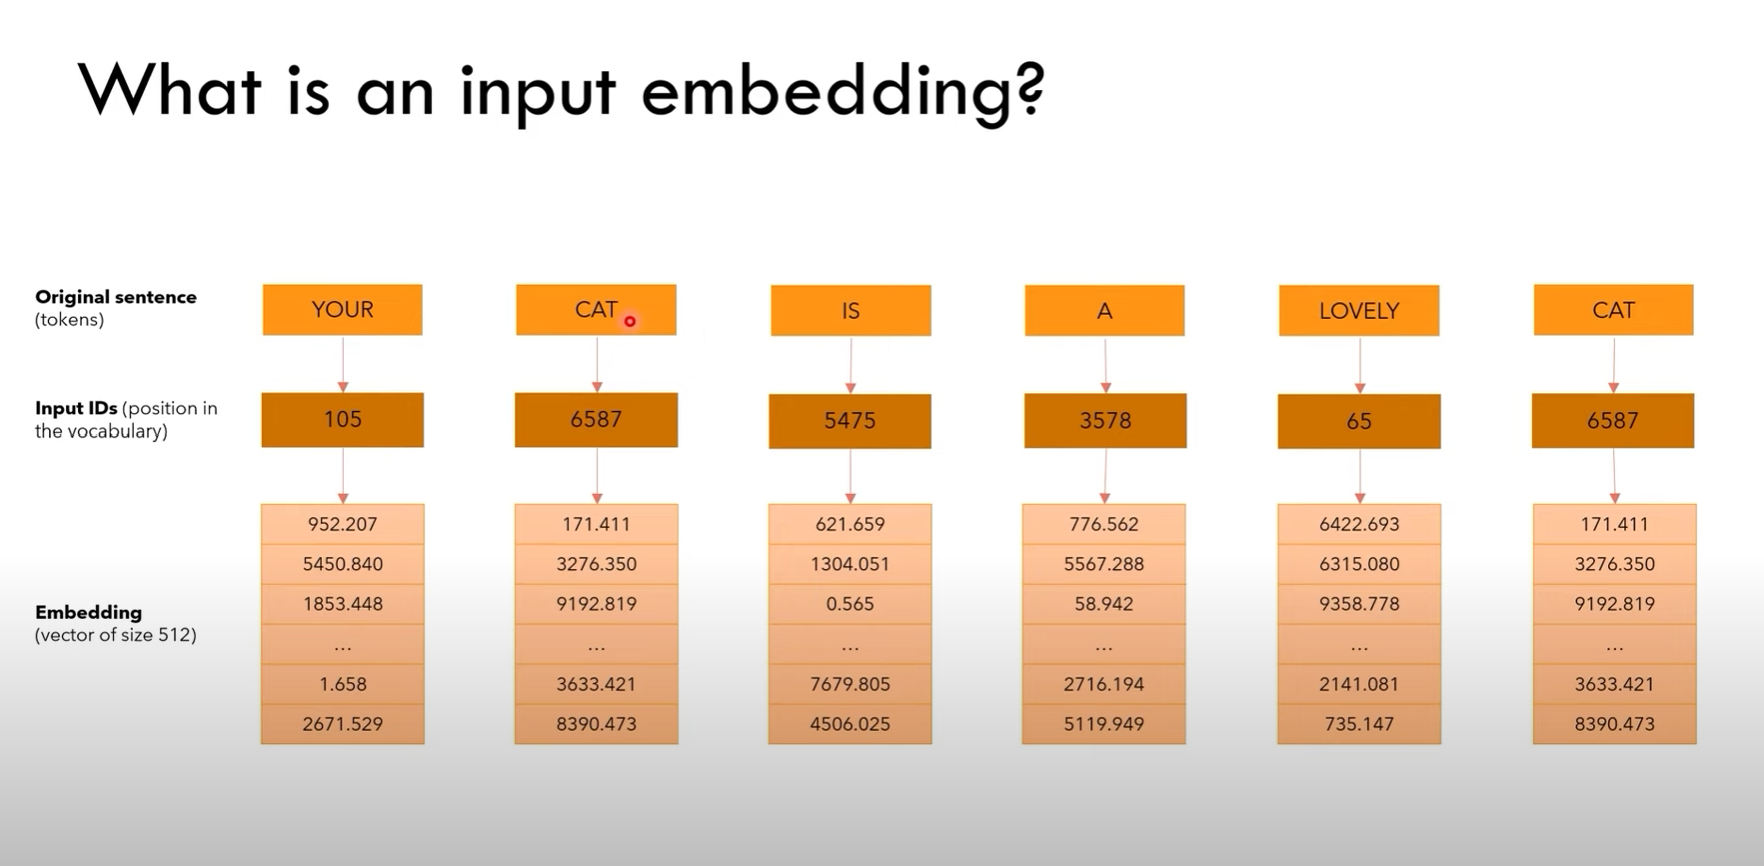 What is an input embedding?
Original sentence
(tokens)
YOUR CAT IS A LOVELY CAT
Input IDs (position in
the vocabulary)
105 6587 5475 3578 65 6587
Embedding
(vector of size 512)
952.207 171.411 621.659 776.562 6422.693 171.411
5450.840 3276.350 1304.051 5567.288 6315.080 3276.350
1853.448 9192.819 0.565 58.942 9358.778 9192.819
... ... ... ... ... ...
1.658 3633.421 7679.805 2716.194 2141.081 3633.421
2671.529 8390.473 4506.025 5119.949 735.147 8390.473